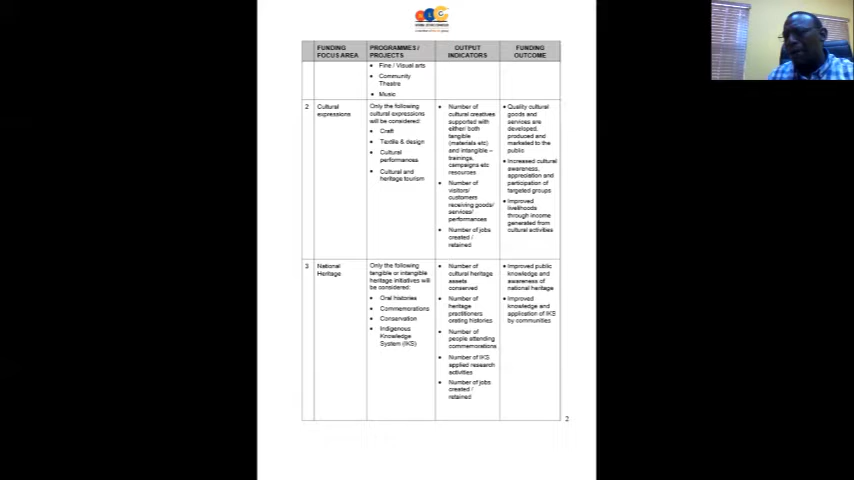 FUNDING
FOCUS AREA
PROGRAMMES /
PROJECTS
OUTPUT
INDICATORS
FUNDING
OUTCOME
• Fine / Visual arts
• Community
Theatre
• Music
2
Cultural
expressions
Only the following
cultural expressions
will be considered:
• Craft
• Textile & design
• Cultural
performances
• Cultural and
heritage tourism
• Number of
cultural creatives
supported with
either/ both
tangible
(materials etc)
and intangible –
trainings,
campaigns etc
resources
• Number of
visitors/
customers
receiving goods/
services/
performances
• Number of jobs
created /
retained
• Quality cultural
goods and
services are
developed,
produced and
marketed to the
public
• Increased cultural
awareness,
appreciation and
participation of
targeted groups
• Improved
livelihoods
through income
generated from
cultural activities
3
National
Heritage
Only the following
tangible or intangible
heritage initiatives will
be considered:
• Oral histories
• Commemorations
• Conservation
• Indigenous
Knowledge
System (IKS)
• Number of
cultural heritage
assets
conserved
• Number of
heritage
practitioners
orating histories
• Number of
people attending
commemorations
• Number of IKS
applied research
activities
• Number of jobs
created /
retained
• Improved public
knowledge and
awareness of
national heritage
• Improved
knowledge and
application of IKS
by communities
2